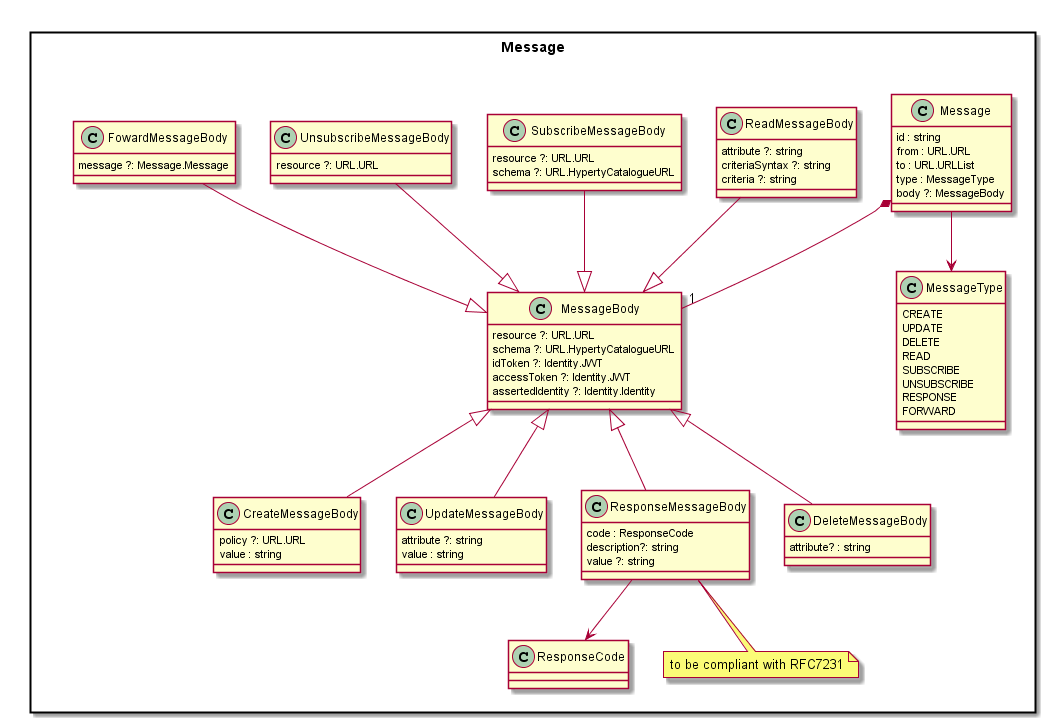 Message
C FowardMessageBody
message ?: Message.Message
C UnsubscribeMessageBody
resource ?: URL.URL
C SubscribeMessageBody
resource ?: URL.URL
schema ?: URL.HypertyCatalogueURL
C ReadMessageBody
attribute ?: string
criteriaSyntax ?: string
criteria ?: string
C Message
id : string
from : URL.URL
to : URL.URLList
type : MessageType
body ?: MessageBody
1
C MessageBody
resource ?: URL.URL
schema ?: URL.HypertyCatalogueURL
idToken ?: Identity.JWT
accessToken ?: Identity.JWT
assertedIdentity ?: Identity.Identity
C MessageType
CREATE
UPDATE
DELETE
READ
SUBSCRIBE
UNSUBSCRIBE
RESPONSE
FORWARD
C CreateMessageBody
policy ?: URL.URL
value : string
C UpdateMessageBody
attribute ?: string
value : string
C ResponseMessageBody
code : ResponseCode
description?: string
value ?: string
C DeleteMessageBody
attribute? : string
C ResponseCode
to be compliant with RFC7231